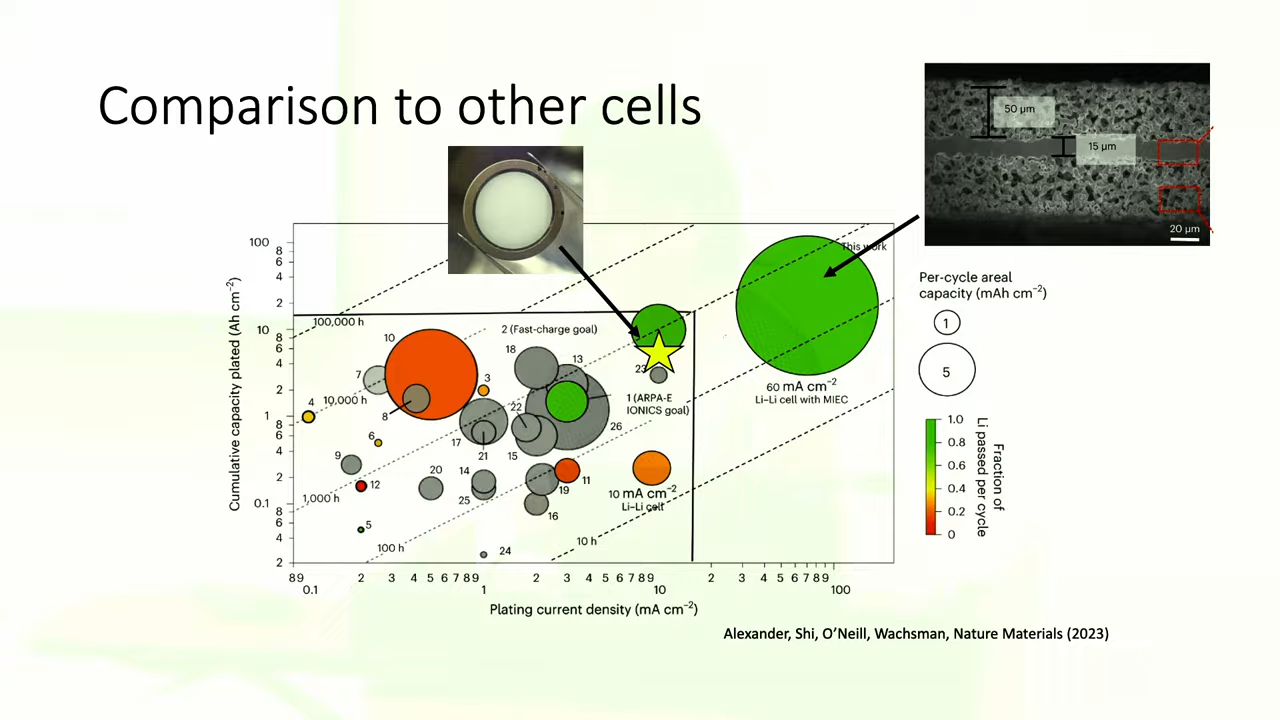 Comparison to other cells
50 µm
15 µm
20 µm
This work
Per-cycle areal
capacity (mAh cm⁻²)
1
5
1.0
0.8
0.6
0.4
0.2
0
Fraction of
Li passed per cycle
Cumulative capacity plated (Ah cm⁻²)
100
8
6
4
2
10
8
6
4
2
1
8
6
4
2
0.1
8
6
4
2
100,000 h
10,000 h
1,000 h
100 h
10 h
2 (Fast-charge goal)
1 (ARPA-E
IONICS goal)
10
7
8
4
6
9
12
5
3
18
13
23
22
26
17
21
15
20
14
25
11
19
16
24
60 mA cm⁻²
Li–Li cell with MIEC
10 mA cm⁻²
Li–Li cell
8 9 2 3 4 5 6 7 8 9 2 3 4 5 6 7 8 9 2 3 4 5 6 7 8 9
0.1 1 10 100
Plating current density (mA cm⁻²)
Alexander, Shi, O’Neill, Wachsman, Nature Materials (2023)